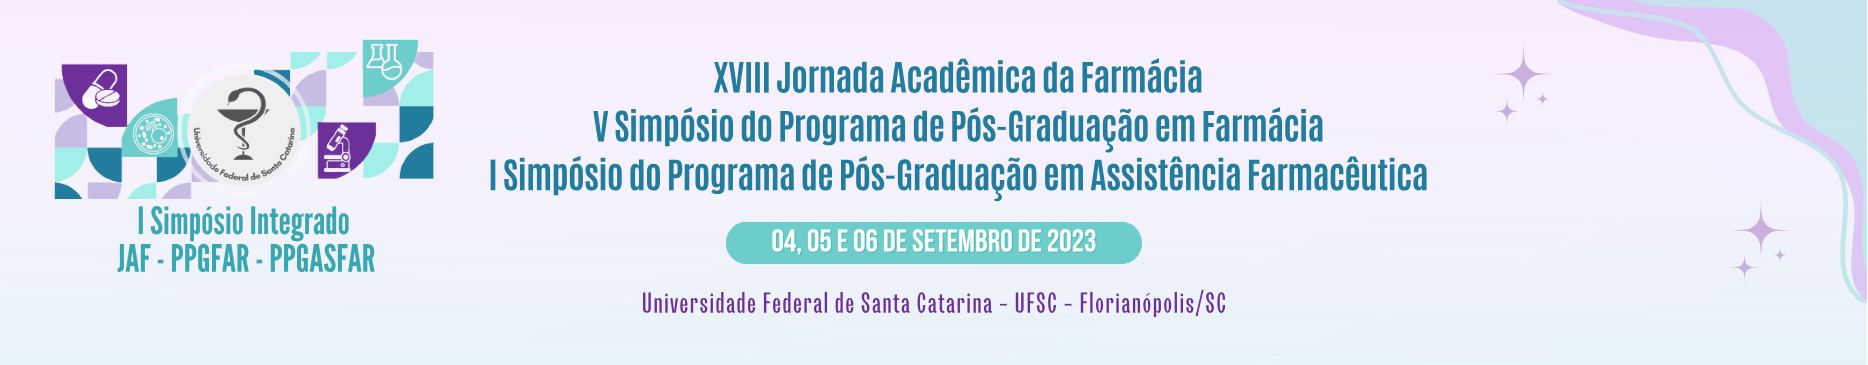 Universidade Federal de Santa Catarina
I Simpósio Integrado
JAF - PPGFAR - PPGASFAR
XVIII Jornada Acadêmica da Farmácia
V Simpósio do Programa de Pós-Graduação em Farmácia
I Simpósio do Programa de Pós-Graduação em Assistência Farmacêutica
04, 05 E 06 DE SETEMBRO DE 2023
Universidade Federal de Santa Catarina - UFSC - Florianópolis/SC